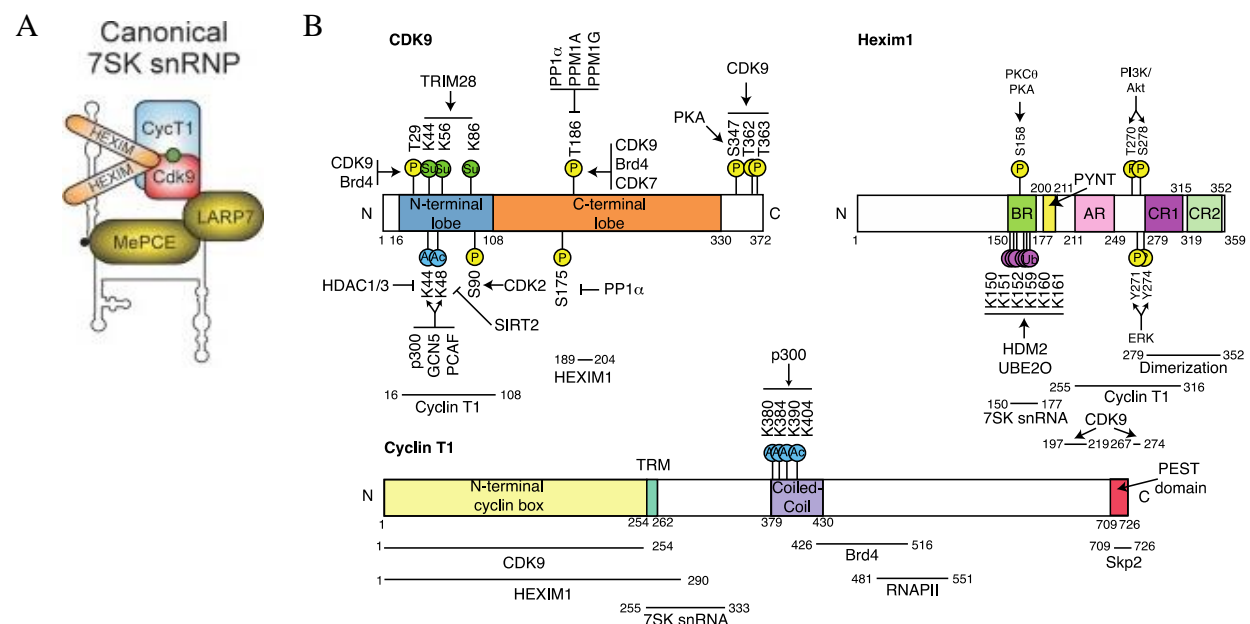 A
Canonical
7SK snRNP
HEXIM
HEXIM
CycT1
Cdk9
LARP7
MePCE
B
CDK9
TRIM28
PP1α
PPM1A
PPM1G
CDK9
PKA
T29
K44
K56
K86
T186
S347
T362
T363
CDK9
Brd4
P
Su
Su
Su
P
CDK9
Brd4
CDK7
P
P
N
N-terminal
lobe
C-terminal
lobe
C
1
16
108
330
372
A
Ac
P
P
HDAC1/3
K44
K48
S90
CDK2
S175
PP1α
SIRT2
p300
GCN5
PCAF
189
204
HEXIM1
16
108
Cyclin T1
Hexim1
PKCθ
PKA
PI3K/
Akt
S158
T270
S278
P
P
P
PYNT
200
211
315
352
N
BR
AR
CR1
CR2
C
1
150
177
211
249
279
319
359
Ub
P
K150
K151
K152
K159
K160
K161
Y271
Y274
HDM2
UBE2O
ERK
279
352
Dimerization
255
316
Cyclin T1
150
177
7SK snRNA
CDK9
197
219
267
274
Cyclin T1
p300
K380
K384
K390
K404
A
A
A
Ac
TRM
PEST
domain
N
N-terminal
cyclin box
Coiled-
Coil
C
1
254
262
379
430
709
726
1
254
CDK9
1
290
HEXIM1
255
333
7SK snRNA
426
516
Brd4
481
551
RNAPII
709
726
Skp2